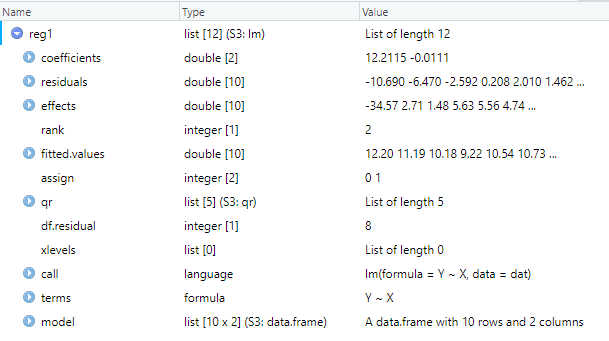 Name Type Value
reg1 list [12] (S3: lm) List of length 12
coefficients double [2] 12.2115 -0.0111
residuals double [10] -10.690 -6.470 -2.592 0.208 2.010 1.462 ...
effects double [10] -34.57 2.71 1.48 5.63 5.56 4.74 ...
rank integer [1] 2
fitted.values double [10] 12.20 11.19 10.18 9.22 10.54 10.73 ...
assign integer [2] 0 1
qr list [5] (S3: qr) List of length 5
df.residual integer [1] 8
xlevels list [0] List of length 0
call language lm(formula = Y ~ X, data = dat)
terms formula Y ~ X
model list [10 x 2] (S3: data.frame) A data.frame with 10 rows and 2 columns